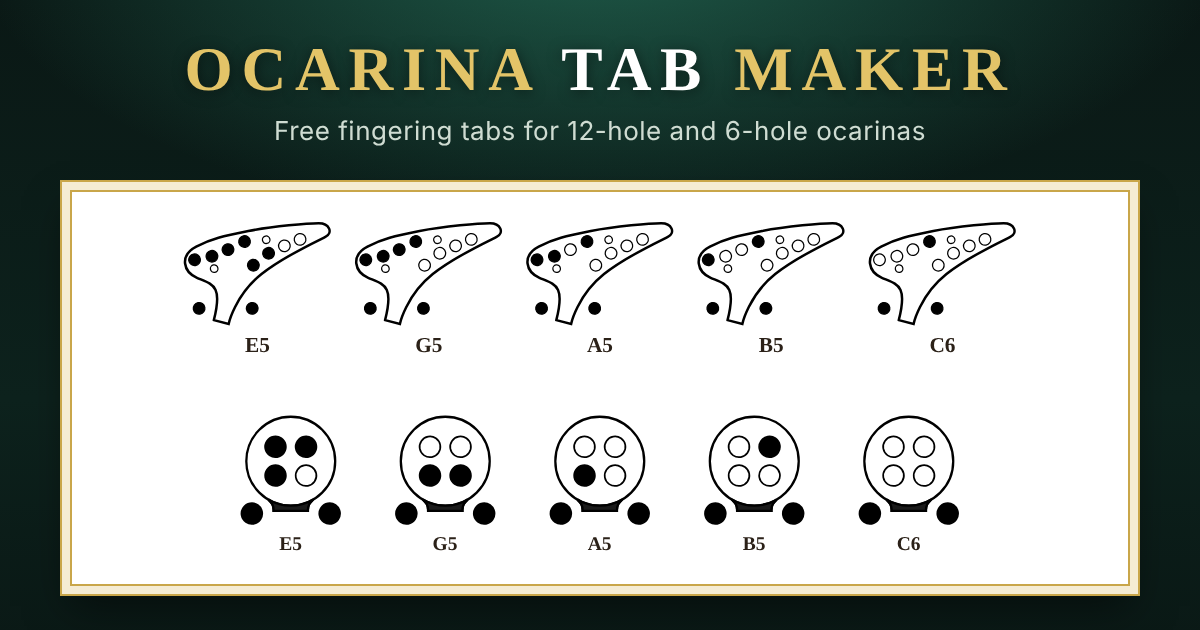 OCARINA TAB MAKER
Free fingering tabs for 12-hole and 6-hole ocarinas
E5 G5 A5 B5 C6
E5 G5 A5 B5 C6